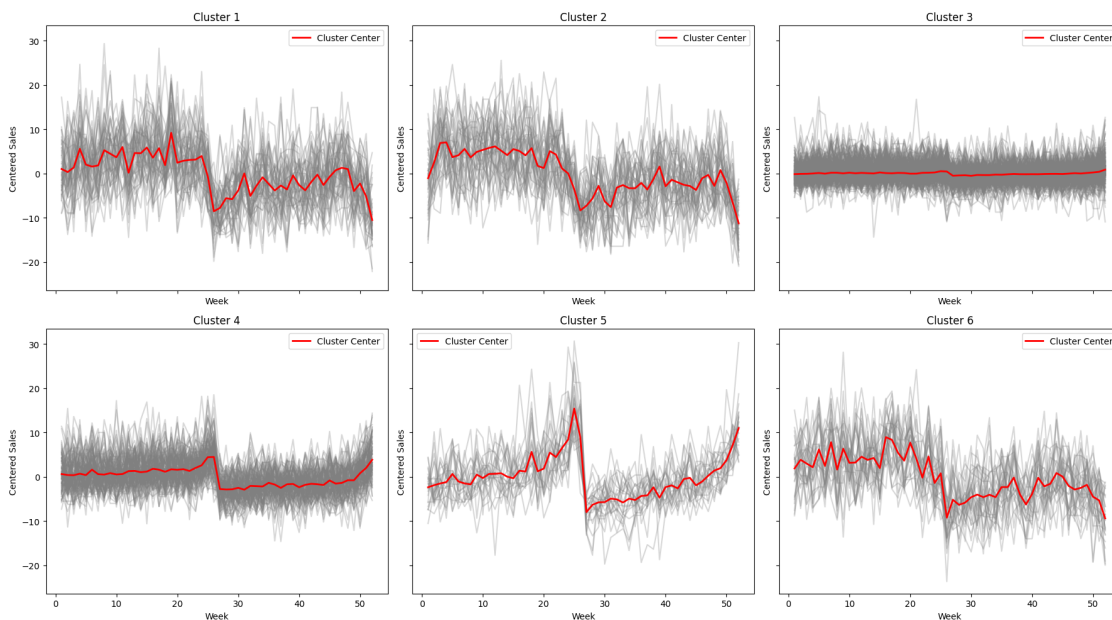 Cluster 1
Cluster 2
Cluster 3
Cluster Center
Cluster Center
Cluster Center
Centered Sales
Centered Sales
Centered Sales
30
20
10
0
−10
−20
Week
Week
Week
Cluster 4
Cluster 5
Cluster 6
Cluster Center
Cluster Center
Cluster Center
Centered Sales
Centered Sales
Centered Sales
30
20
10
0
−10
−20
0 10 20 30 40 50
0 10 20 30 40 50
0 10 20 30 40 50
Week
Week
Week